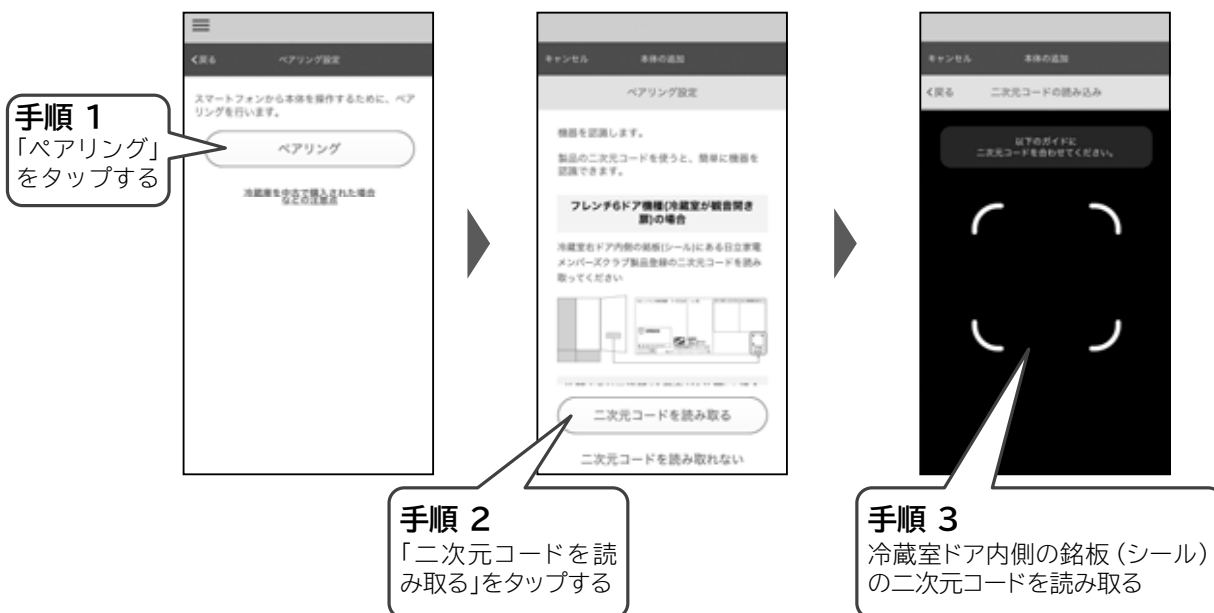 <戻る
ペアリング設定
スマートフォンから本体を操作するために、ペア
リングを行います。
ペアリング
冷蔵庫を中古で購入された場合
などの注意点
手順 1
「ペアリング」
をタップする
キャンセル
本体の追加
ペアリング設定
機器を認識します。
製品の二次元コードを使うと、簡単に機器を
認識できます。
フレンチ6ドア機種(冷蔵室が観音開き
扉)の場合
冷蔵室右ドア内側の銘板(シール)にある日立家電
メンバーズクラブ製品登録の二次元コードを読み
取ってください
二次元コードを読み取る
二次元コードを読み取れない
手順 2
「二次元コードを読
み取る」をタップする
キャンセル
本体の追加
<戻る
二次元コードの読み込み
以下のガイドに
二次元コードを合わせてください。
手順 3
冷蔵室ドア内側の銘板（シール）
の二次元コードを読み取る